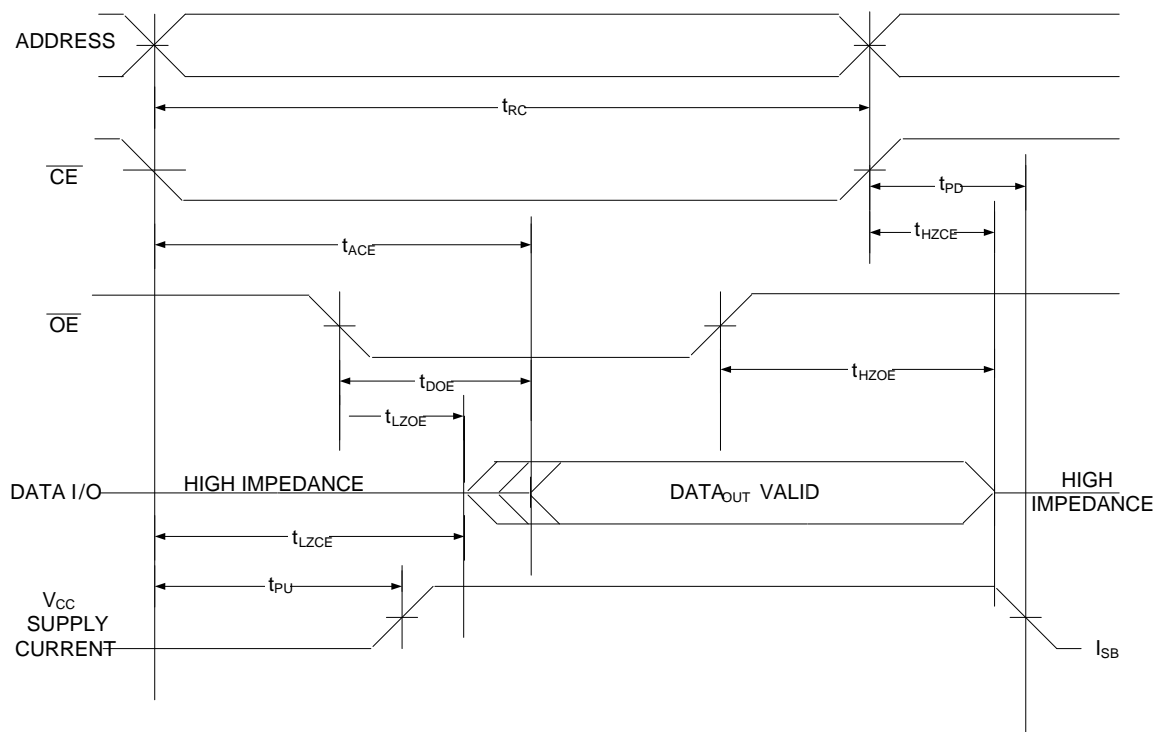 ADDRESS
tRC
CE
tPD
tHZCE
tACE
OE
tHZOE
tDOE
tLZOE
DATA I/O
HIGH IMPEDANCE
DATAOUT VALID
HIGH
IMPEDANCE
tLZCE
tPU
VCC
SUPPLY
CURRENT
ISB